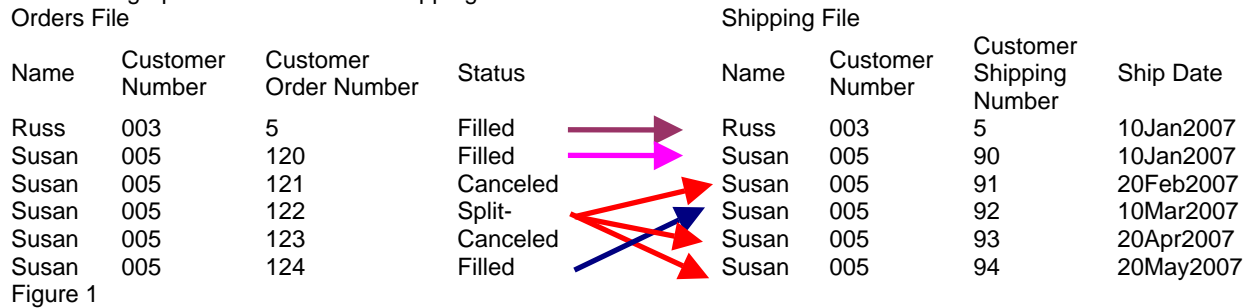 Orders File Shipping File
Name Customer Number Customer Order Number Status Name Customer Number Customer Shipping Number Ship Date
Russ 003 5 Filled Russ 003 5 10Jan2007
Susan 005 120 Filled Susan 005 90 10Jan2007
Susan 005 121 Canceled Susan 005 91 20Feb2007
Susan 005 122 Split- Susan 005 92 10Mar2007
Susan 005 123 Canceled Susan 005 93 20Apr2007
Susan 005 124 Filled Susan 005 94 20May2007
Figure 1